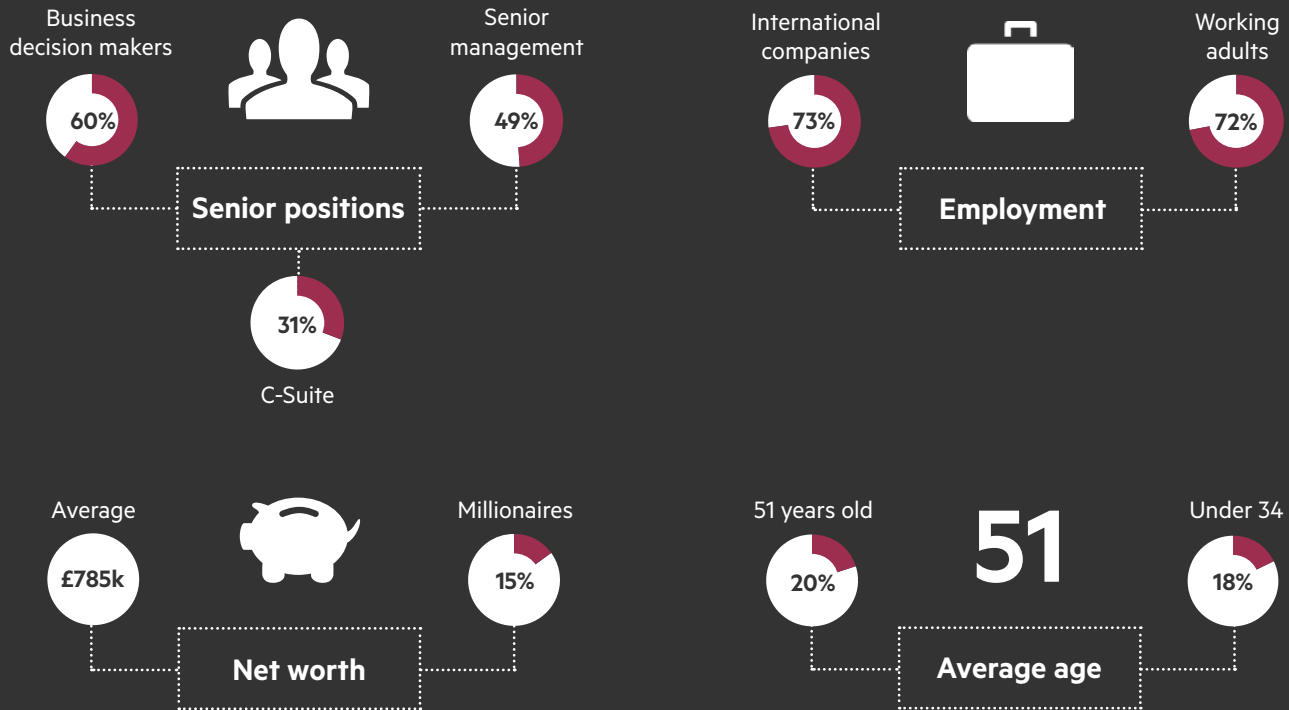 Business
decision makers
60%
Senior
management
49%
Senior positions
31%
C-Suite
International
companies
73%
Working
adults
72%
Employment
Average
£785k
Millionaires
15%
Net worth
51 years old
20%
51
Under 34
18%
Average age